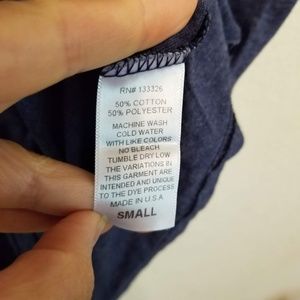 RN# 133326
50% COTTON
50% POLYESTER
MACHINE WASH
COLD WATER
WITH LIKE COLORS
NO BLEACH
TUMBLE DRY LOW
THE VARIATIONS IN
THIS GARMENT ARE
INTENDED AND UNIQUE
TO THE DYE PROCESS
MADE IN U.S.A
SMALL